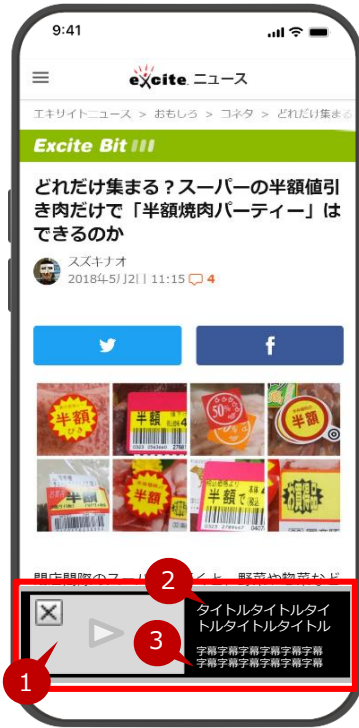 9:41
excite. ニュース
エキサイトニュース > おもしろ > コネタ > どれだけ集まる
Excite Bit
どれだけ集まる？スーパーの半額値引
き肉だけで「半額焼肉パーティー」は
できるのか
スズキナオ
2018年5月2日 11:15 4
半額
半額
50%
半額
半額
半額
半額で
2
タイトルタイトルタイ
トルタイトルタイトル
3
字幕字幕字幕字幕字幕字幕
字幕字幕字幕字幕字幕字幕
1